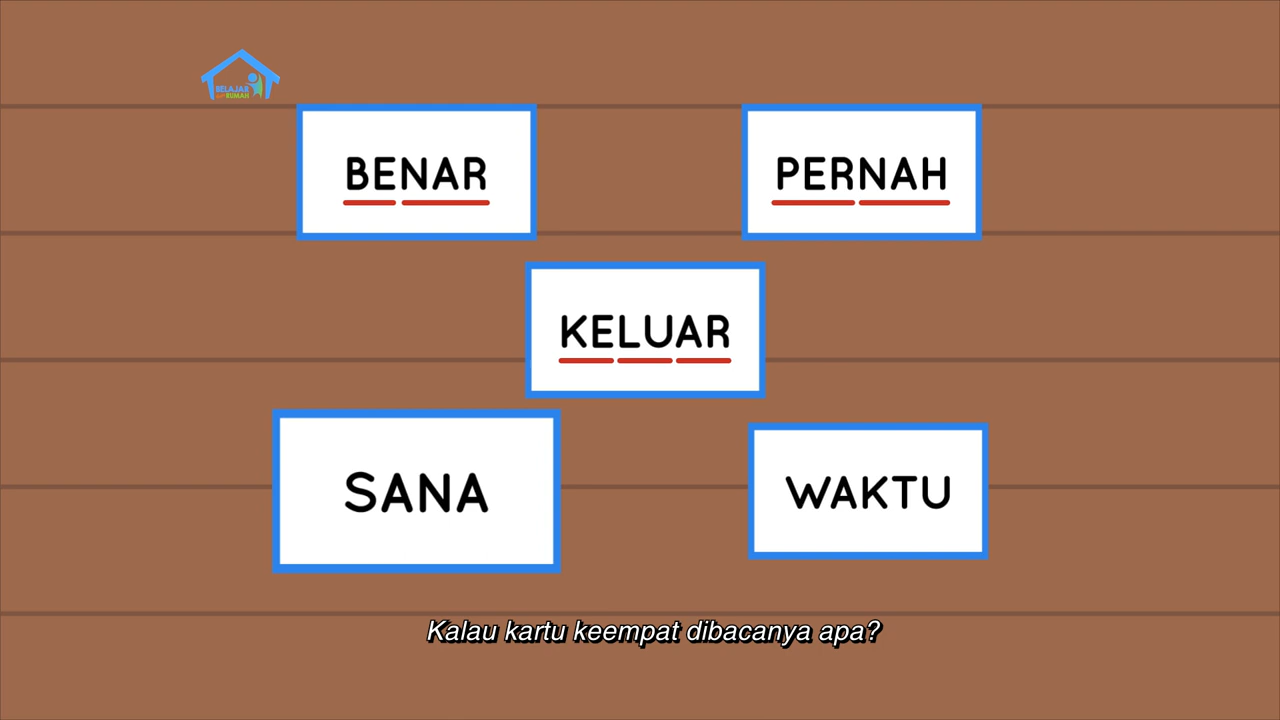 BELAJAR
RUMAH
BENAR
PERNAH
KELUAR
SANA
WAKTU
Kalau kartu keempat dibacanya apa?